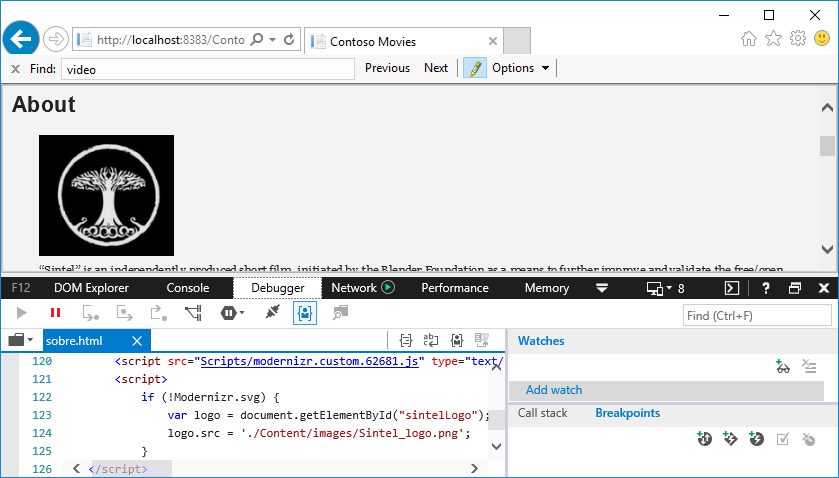 http://localhost:8383/Conto
Contoso Movies
Find: video Previous Next Options
About
“Sintel” is an independently produced short film, initiated by the Blender Foundation as a means to further improve and validate the free/open
F12 DOM Explorer Console Debugger Network Performance Memory 8 ?
Find (Ctrl+F)
sobre.html
Watches
120 <script src="Scripts/modernizr.custom.62681.js" type="text/
121 <script>
122 if (!Modernizr.svg) {
123 var logo = document.getElementById("sintelLogo");
124 logo.src = './Content/images/Sintel_logo.png';
125 }
126 </script>
Add watch
Call stack Breakpoints